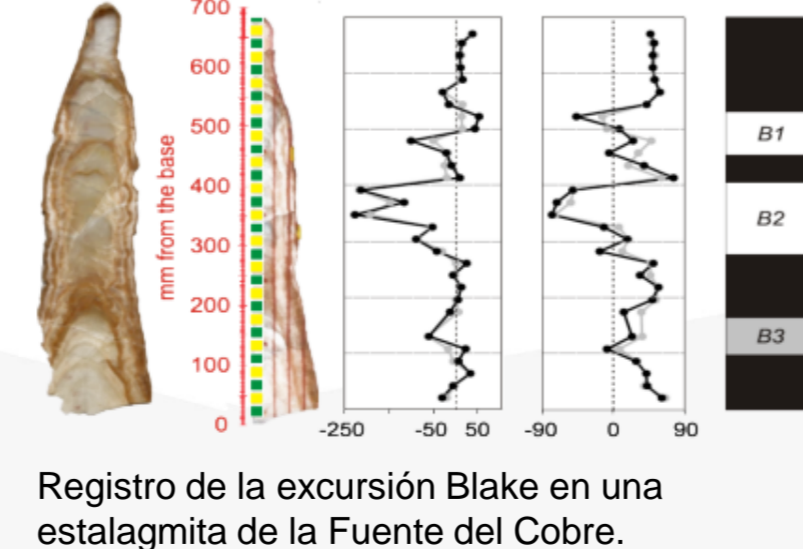 700
600
500
400
300
200
100
0
mm from the base
-250 -50 50
-90 0 90
B1
B2
B3
Registro de la excursión Blake en una
estalagmita de la Fuente del Cobre.